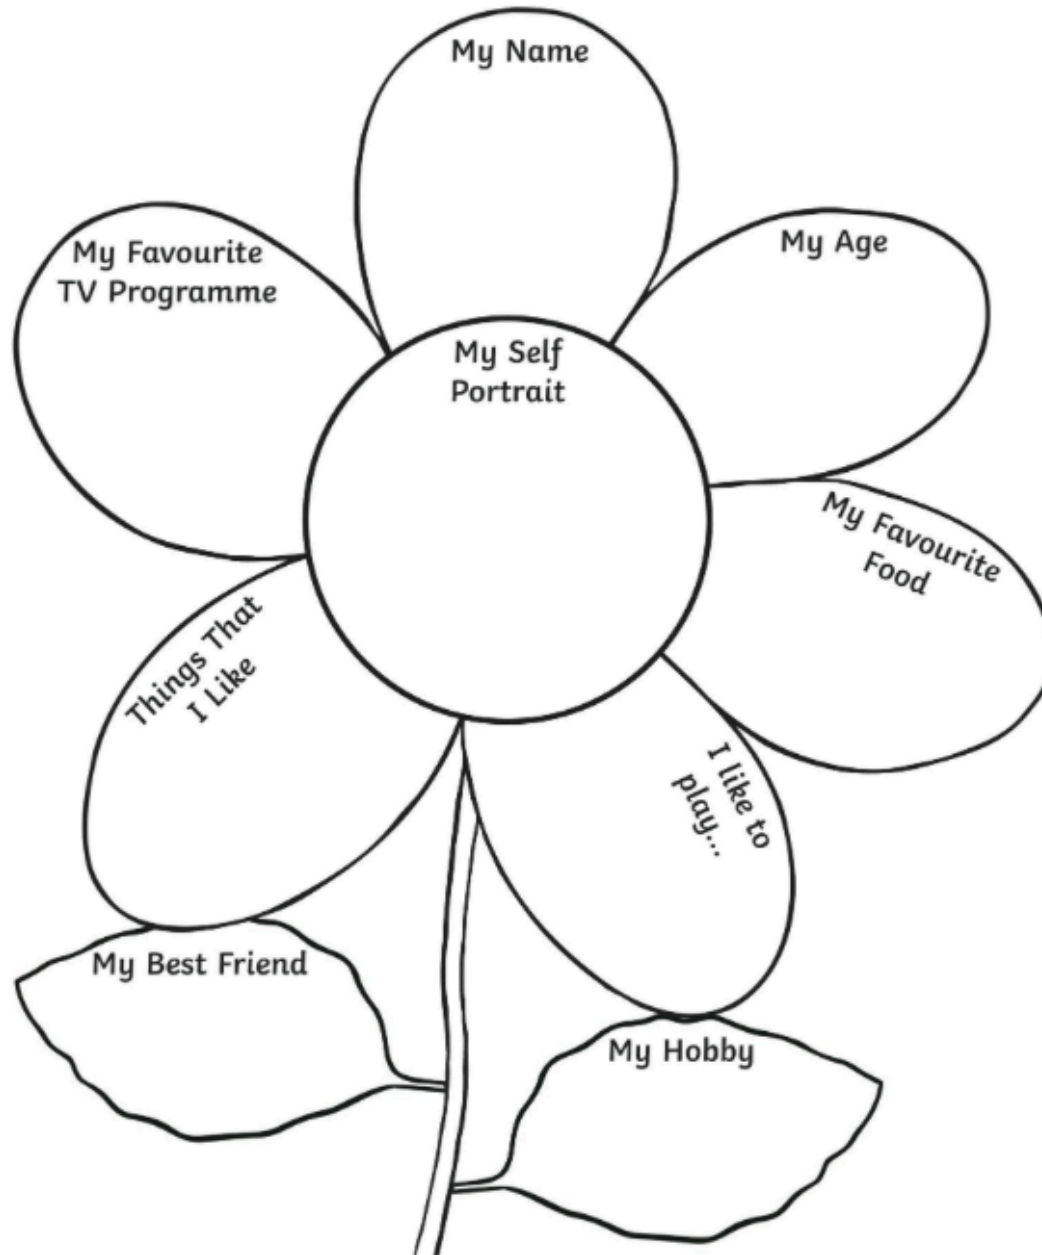 My Name
My Age
My Favourite
TV Programme
My Self
Portrait
My Favourite
Food
Things That
I Like
I like to
play...
My Best Friend
My Hobby